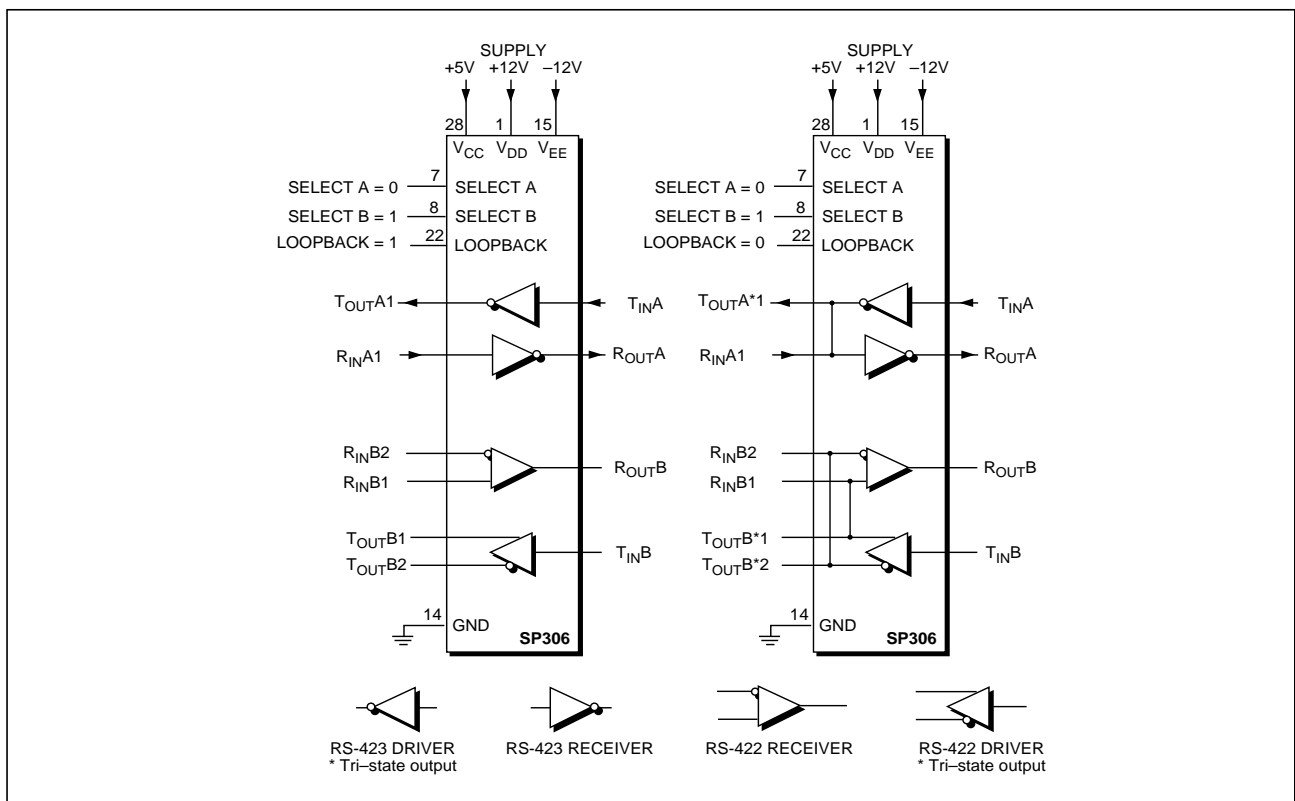 SUPPLY
+5V +12V –12V
28 1 15
VCC VDD VEE
SELECT A = 0 7 SELECT A
SELECT B = 1 8 SELECT B
LOOPBACK = 1 22 LOOPBACK
TOUTA1 TINA
RINA1 ROUTA
RINB2 ROUTB
RINB1
TOUTB1 TINB
TOUTB2
14 GND
SP306
SUPPLY
+5V +12V –12V
28 1 15
VCC VDD VEE
SELECT A = 0 7 SELECT A
SELECT B = 1 8 SELECT B
LOOPBACK = 0 22 LOOPBACK
TOUTA*1 TINA
RINA1 ROUTA
RINB2 ROUTB
RINB1
TOUTB*1 TINB
TOUTB*2
14 GND
SP306
RS-423 DRIVER
* Tri–state output
RS-423 RECEIVER
RS-422 RECEIVER
RS-422 DRIVER
* Tri–state output